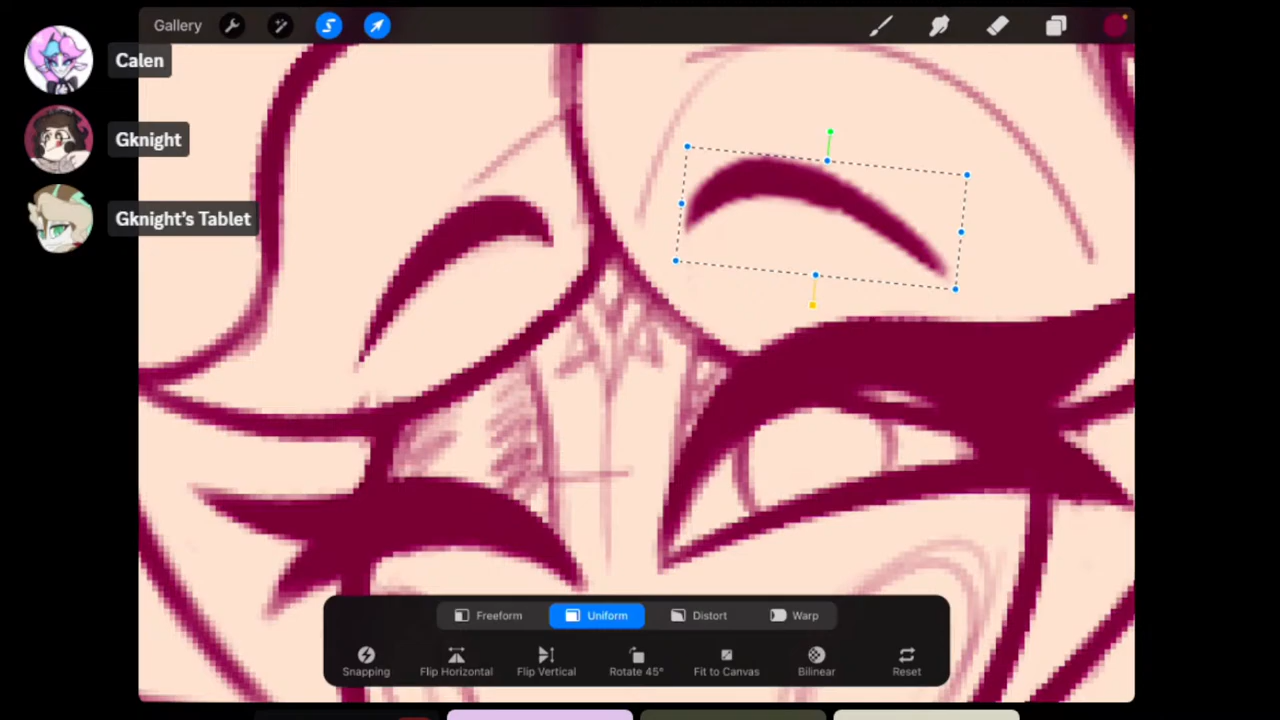 Gallery
Calen
Gknight
Gknight's Tablet
Freeform Uniform Distort Warp
Snapping Flip Horizontal Flip Vertical Rotate 45° Fit to Canvas Bilinear Reset